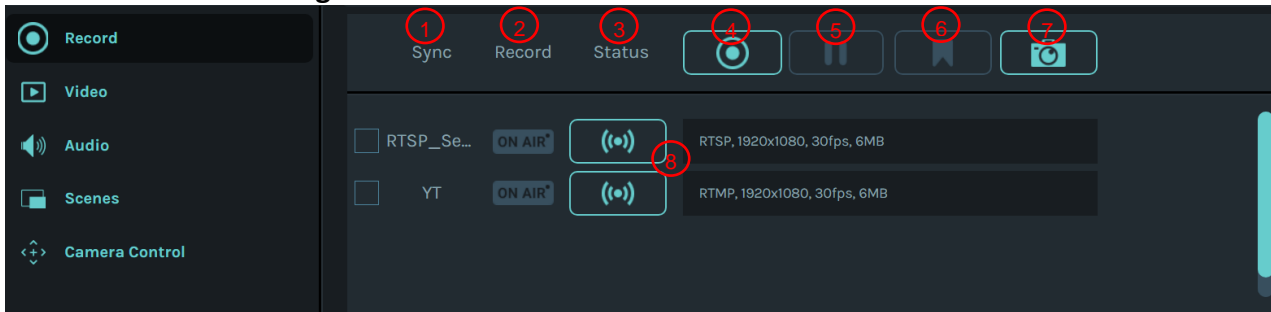 1 2 3 4 5 6 7
Record
Sync Record Status
Video
Audio
RTSP_Se... ON AIR RTSP, 1920x1080, 30fps, 6MB
8
Scenes
YT ON AIR RTMP, 1920x1080, 30fps, 6MB
Camera Control